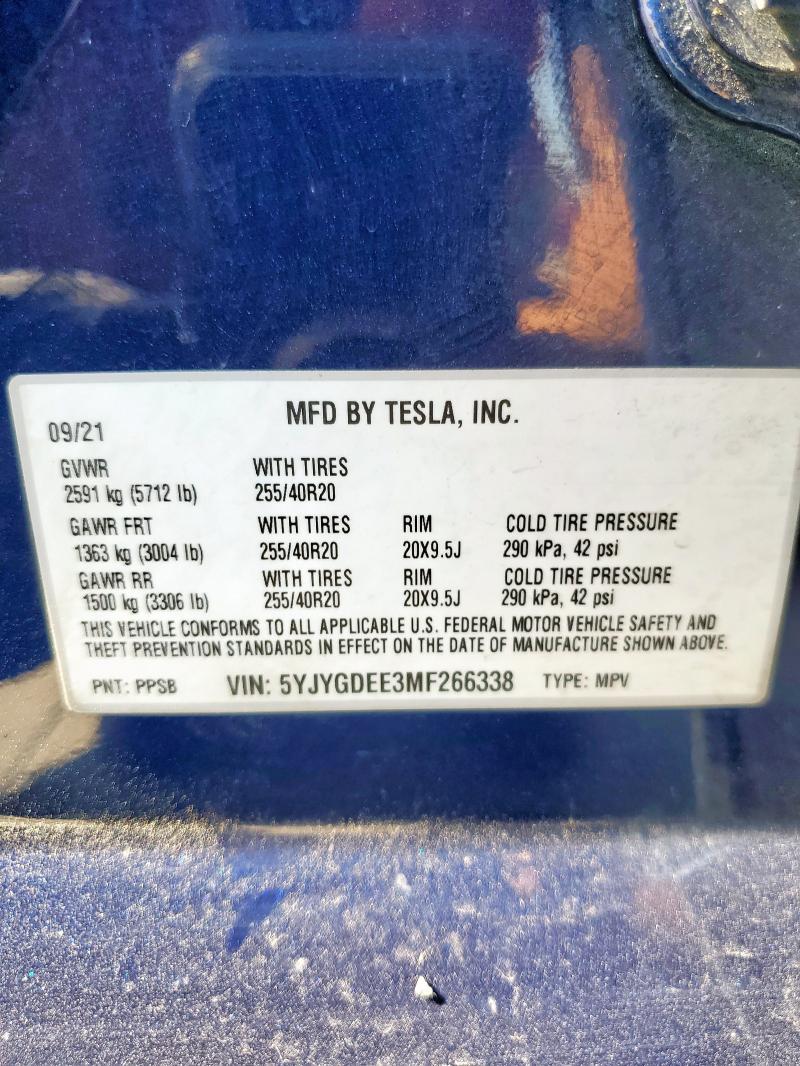 MFD BY TESLA, INC.
09/21
GVWR WITH TIRES
2591 kg (5712 lb) 255/40R20
GAWR FRT WITH TIRES RIM COLD TIRE PRESSURE
1363 kg (3004 lb) 255/40R20 20X9.5J 290 kPa, 42 psi
GAWR RR WITH TIRES RIM COLD TIRE PRESSURE
1500 kg (3306 lb) 255/40R20 20X9.5J 290 kPa, 42 psi
THIS VEHICLE CONFORMS TO ALL APPLICABLE U.S. FEDERAL MOTOR VEHICLE SAFETY AND
THEFT PREVENTION STANDARDS IN EFFECT ON THE DATE OF MANUFACTURE SHOWN ABOVE.
PNT: PPSB VIN: 5YJYGDEE3MF266338 TYPE: MPV